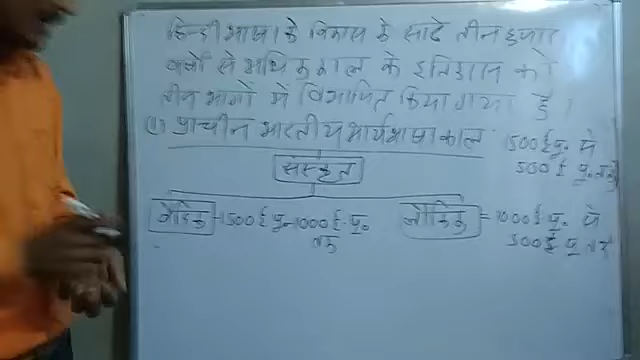 हिन्दी भाषा के विकास के साढे तीन हजार
वर्षो से अधिक काल के इतिहास को
तीन भागों में विभाजित किया गया है।
(1) प्राचीन भारतीय आर्यभाषा काल - 1500 ई.पू. से
500 ई.पू. तक
संस्कृत
वैदिक - 1500 ई.पू. - 1000 ई.पू.
तक
लौकिक = 1000 ई.पू. से
500 ई.पू. तक